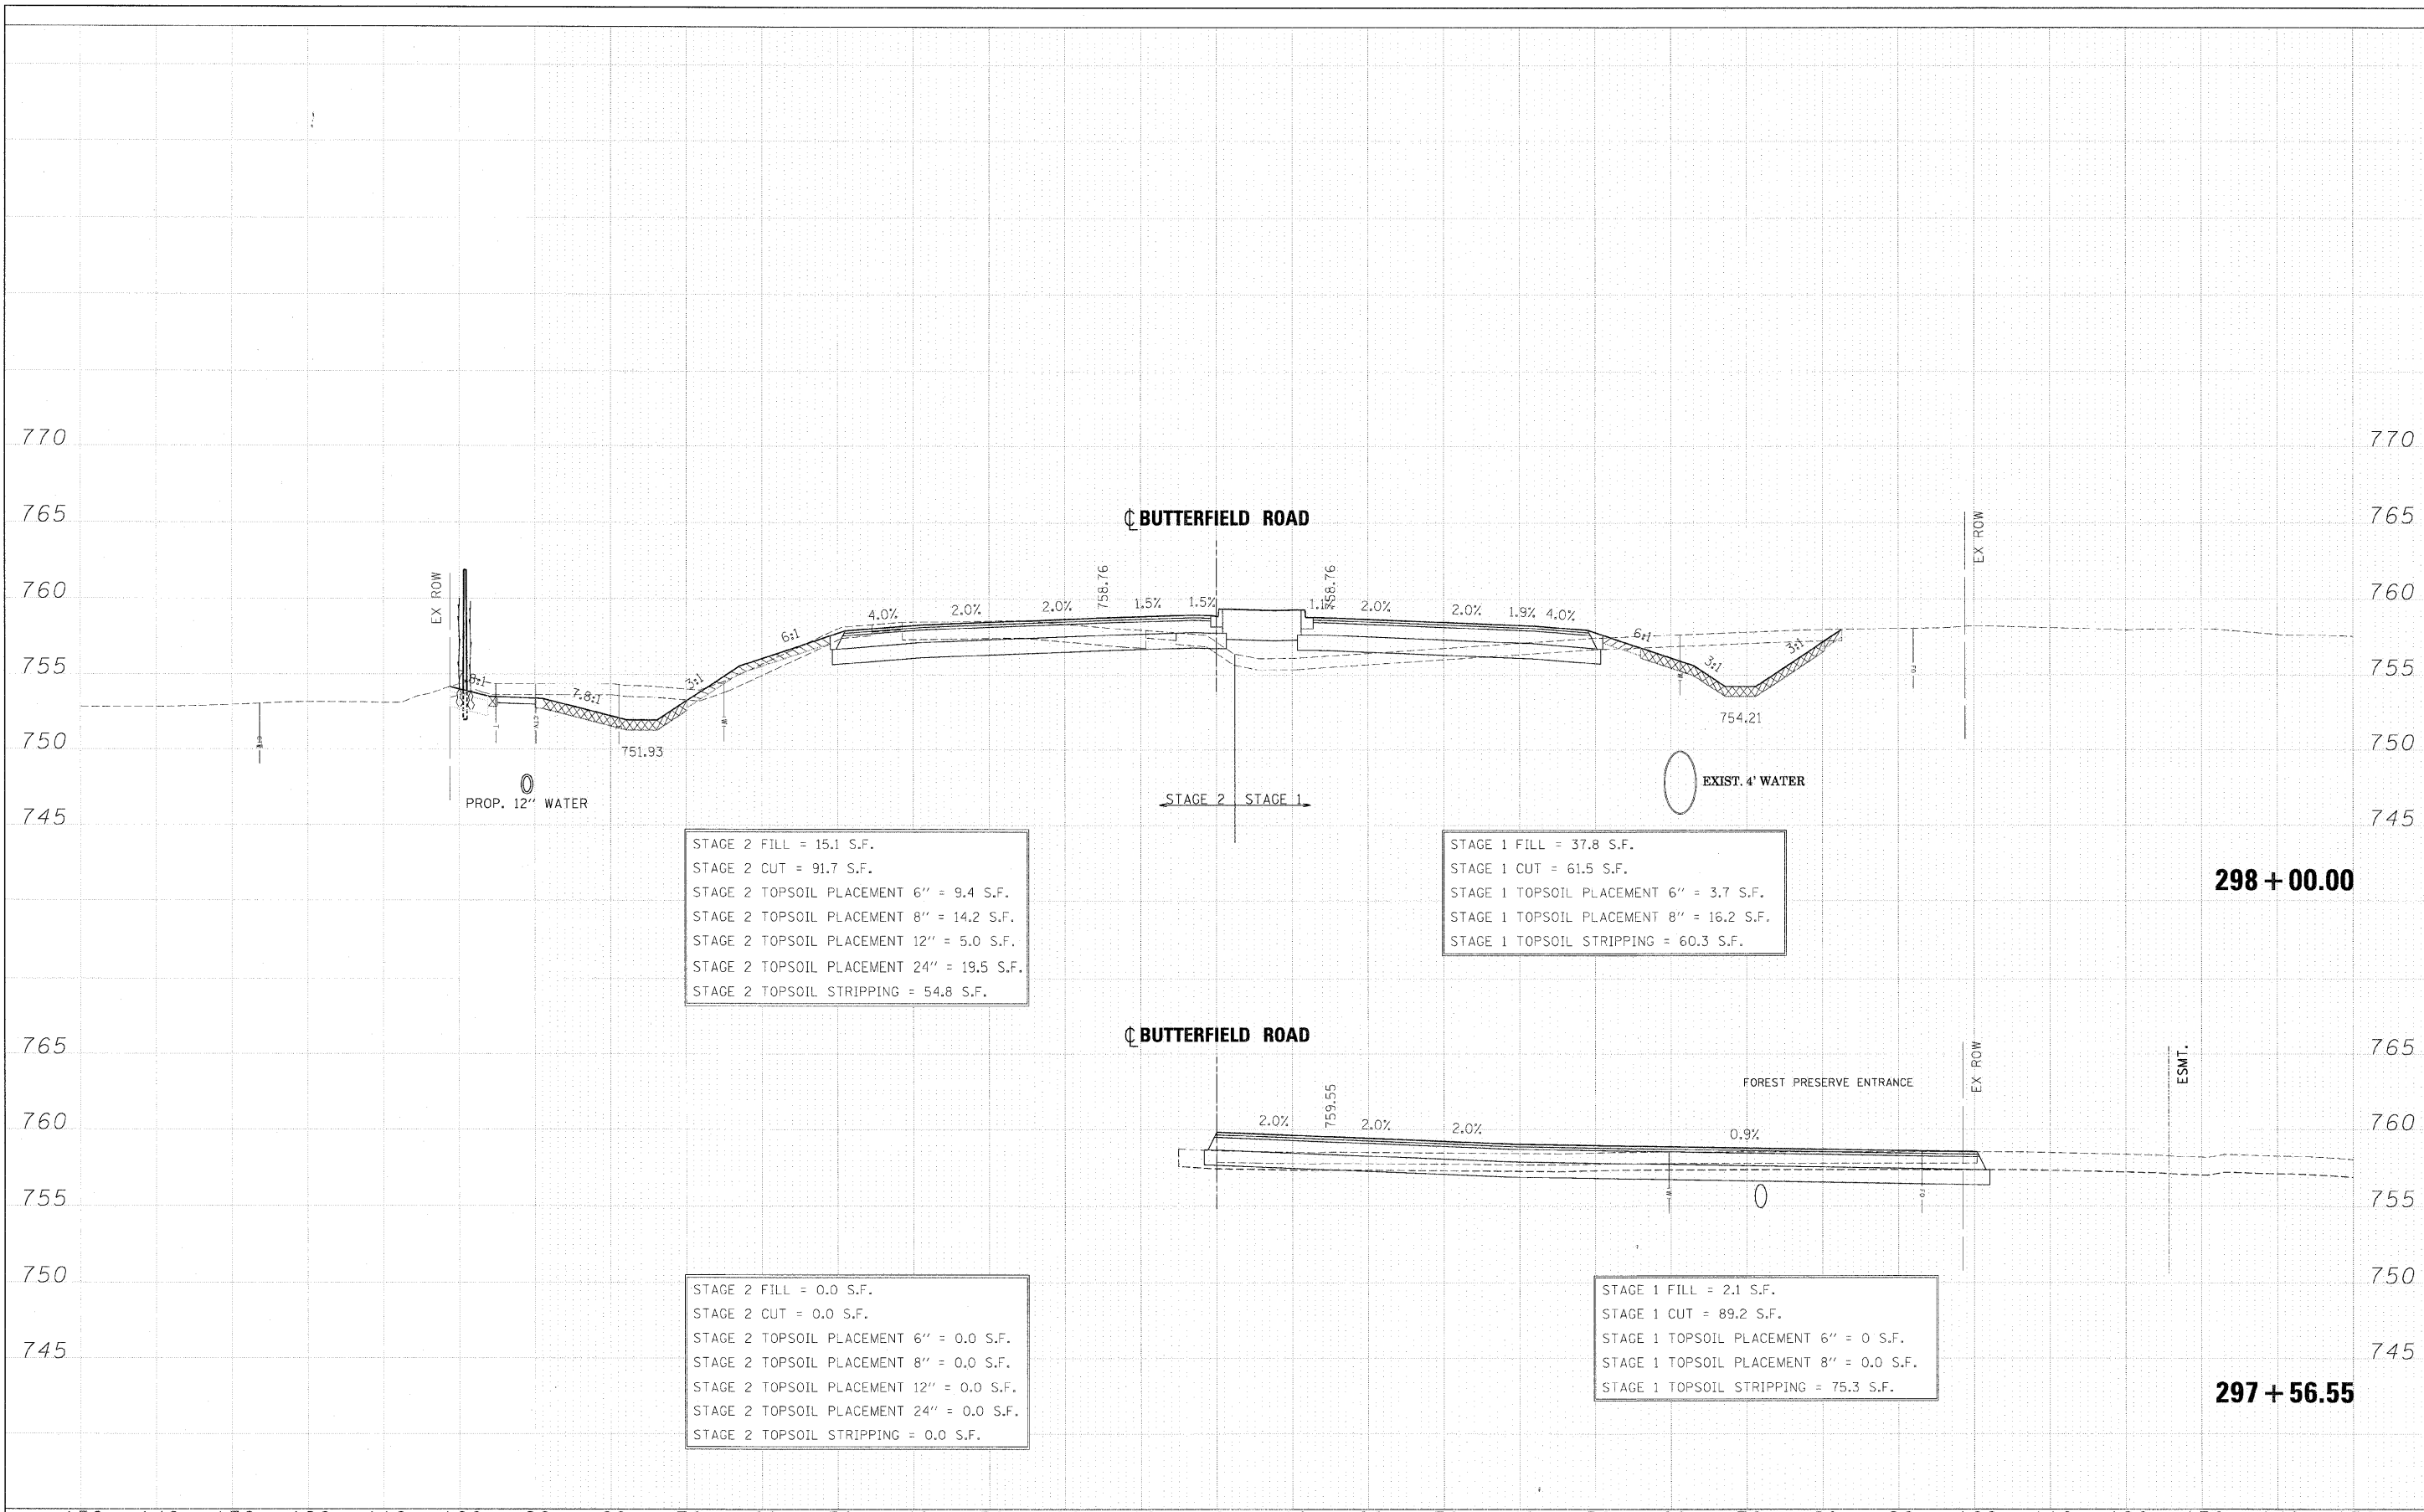 770 770
765 765
℄ BUTTERFIELD ROAD
EX ROW
EX ROW
760 760
4.0% 2.0% 2.0% 758.76 1.5% 1.5% 1.1% 758.76 2.0% 2.0% 1.9% 4.0%
6:1 6:1
755 755
8:1 7.8:1 3:1 3:1 3:1
CTV W FO
754.21
751.93
750 750
PROP. 12" WATER
EXIST. 4' WATER
STAGE 2 STAGE 1
745 745
STAGE 2 FILL = 15.1 S.F.
STAGE 2 CUT = 91.7 S.F.
STAGE 2 TOPSOIL PLACEMENT 6" = 9.4 S.F.
STAGE 2 TOPSOIL PLACEMENT 8" = 14.2 S.F.
STAGE 2 TOPSOIL PLACEMENT 12" = 5.0 S.F.
STAGE 2 TOPSOIL PLACEMENT 24" = 19.5 S.F.
STAGE 2 TOPSOIL STRIPPING = 54.8 S.F.
STAGE 1 FILL = 37.8 S.F.
STAGE 1 CUT = 61.5 S.F.
STAGE 1 TOPSOIL PLACEMENT 6" = 3.7 S.F.
STAGE 1 TOPSOIL PLACEMENT 8" = 16.2 S.F.
STAGE 1 TOPSOIL STRIPPING = 60.3 S.F.
298 + 00.00
℄ BUTTERFIELD ROAD
765 765
EX ROW
ESMT.
FOREST PRESERVE ENTRANCE
760 760
2.0% 759.55 2.0% 2.0% 0.9%
755 755
W FO
750 750
745 745
STAGE 2 FILL = 0.0 S.F.
STAGE 2 CUT = 0.0 S.F.
STAGE 2 TOPSOIL PLACEMENT 6" = 0.0 S.F.
STAGE 2 TOPSOIL PLACEMENT 8" = 0.0 S.F.
STAGE 2 TOPSOIL PLACEMENT 12" = 0.0 S.F.
STAGE 2 TOPSOIL PLACEMENT 24" = 0.0 S.F.
STAGE 2 TOPSOIL STRIPPING = 0.0 S.F.
STAGE 1 FILL = 2.1 S.F.
STAGE 1 CUT = 89.2 S.F.
STAGE 1 TOPSOIL PLACEMENT 6" = 0 S.F.
STAGE 1 TOPSOIL PLACEMENT 8" = 0.0 S.F.
STAGE 1 TOPSOIL STRIPPING = 75.3 S.F.
297 + 56.55